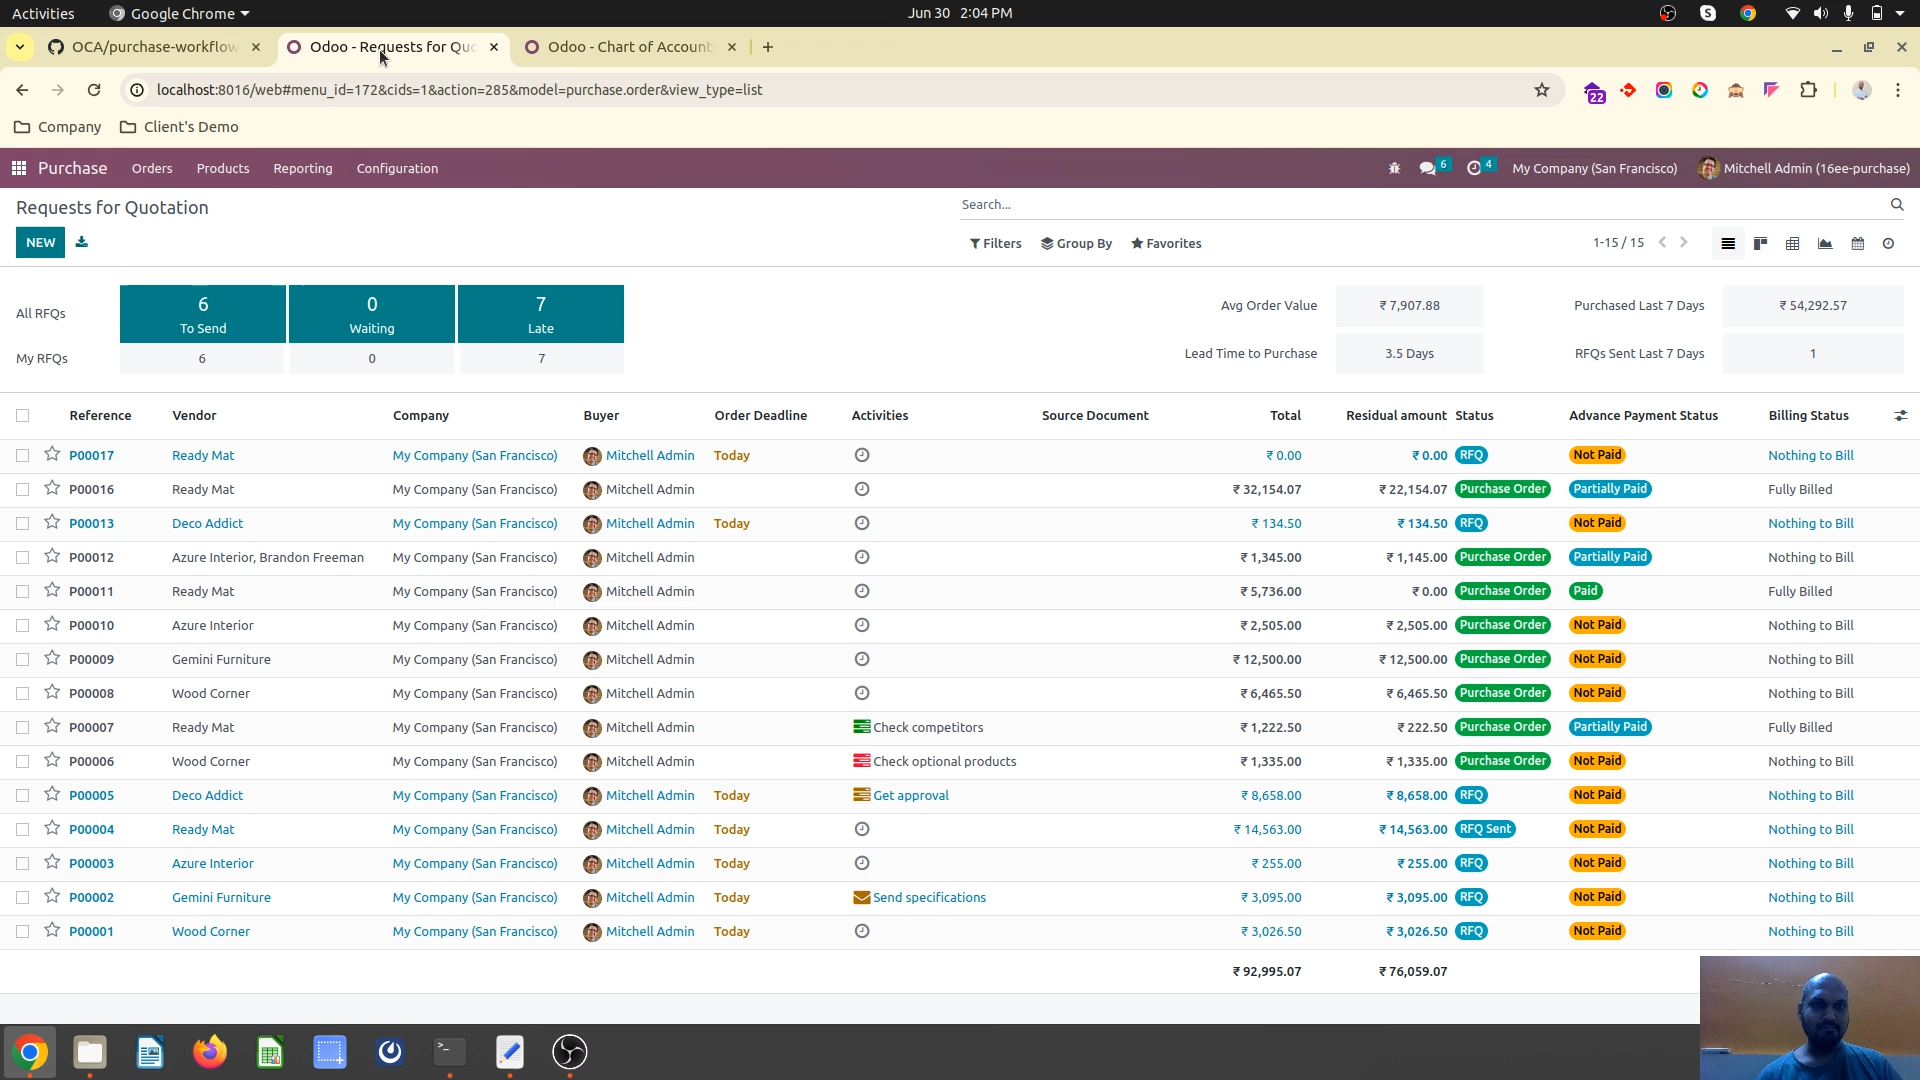 Activities Google Chrome Jun 30 2:04 PM
OCA/purchase-workflow Odoo - Requests for Quo Odoo - Chart of Account
localhost:8016/web#menu_id=172&cids=1&action=285&model=purchase.order&view_type=list 22
Company Client's Demo
Purchase Orders Products Reporting Configuration 6 4 My Company (San Francisco) Mitchell Admin (16ee-purchase)
Requests for Quotation Search...
NEW Filters Group By Favorites 1-15 / 15
All RFQs 6 To Send 0 Waiting 7 Late Avg Order Value ₹ 7,907.88 Purchased Last 7 Days ₹ 54,292.57
My RFQs 6 0 7 Lead Time to Purchase 3.5 Days RFQs Sent Last 7 Days 1
Reference Vendor Company Buyer Order Deadline Activities Source Document Total Residual amount Status Advance Payment Status Billing Status
P00017 Ready Mat My Company (San Francisco) Mitchell Admin Today ₹ 0.00 ₹ 0.00 RFQ Not Paid Nothing to Bill
P00016 Ready Mat My Company (San Francisco) Mitchell Admin ₹ 32,154.07 ₹ 22,154.07 Purchase Order Partially Paid Fully Billed
P00013 Deco Addict My Company (San Francisco) Mitchell Admin Today ₹ 134.50 ₹ 134.50 RFQ Not Paid Nothing to Bill
P00012 Azure Interior, Brandon Freeman My Company (San Francisco) Mitchell Admin ₹ 1,345.00 ₹ 1,145.00 Purchase Order Partially Paid Nothing to Bill
P00011 Ready Mat My Company (San Francisco) Mitchell Admin ₹ 5,736.00 ₹ 0.00 Purchase Order Paid Fully Billed
P00010 Azure Interior My Company (San Francisco) Mitchell Admin ₹ 2,505.00 ₹ 2,505.00 Purchase Order Not Paid Nothing to Bill
P00009 Gemini Furniture My Company (San Francisco) Mitchell Admin ₹ 12,500.00 ₹ 12,500.00 Purchase Order Not Paid Nothing to Bill
P00008 Wood Corner My Company (San Francisco) Mitchell Admin ₹ 6,465.50 ₹ 6,465.50 Purchase Order Not Paid Nothing to Bill
P00007 Ready Mat My Company (San Francisco) Mitchell Admin Check competitors ₹ 1,222.50 ₹ 222.50 Purchase Order Partially Paid Fully Billed
P00006 Wood Corner My Company (San Francisco) Mitchell Admin Check optional products ₹ 1,335.00 ₹ 1,335.00 Purchase Order Not Paid Nothing to Bill
P00005 Deco Addict My Company (San Francisco) Mitchell Admin Today Get approval ₹ 8,658.00 ₹ 8,658.00 RFQ Not Paid Nothing to Bill
P00004 Ready Mat My Company (San Francisco) Mitchell Admin Today ₹ 14,563.00 ₹ 14,563.00 RFQ Sent Not Paid Nothing to Bill
P00003 Azure Interior My Company (San Francisco) Mitchell Admin Today ₹ 255.00 ₹ 255.00 RFQ Not Paid Nothing to Bill
P00002 Gemini Furniture My Company (San Francisco) Mitchell Admin Today Send specifications ₹ 3,095.00 ₹ 3,095.00 RFQ Not Paid Nothing to Bill
P00001 Wood Corner My Company (San Francisco) Mitchell Admin Today ₹ 3,026.50 ₹ 3,026.50 RFQ Not Paid Nothing to Bill
₹ 92,995.07 ₹ 76,059.07